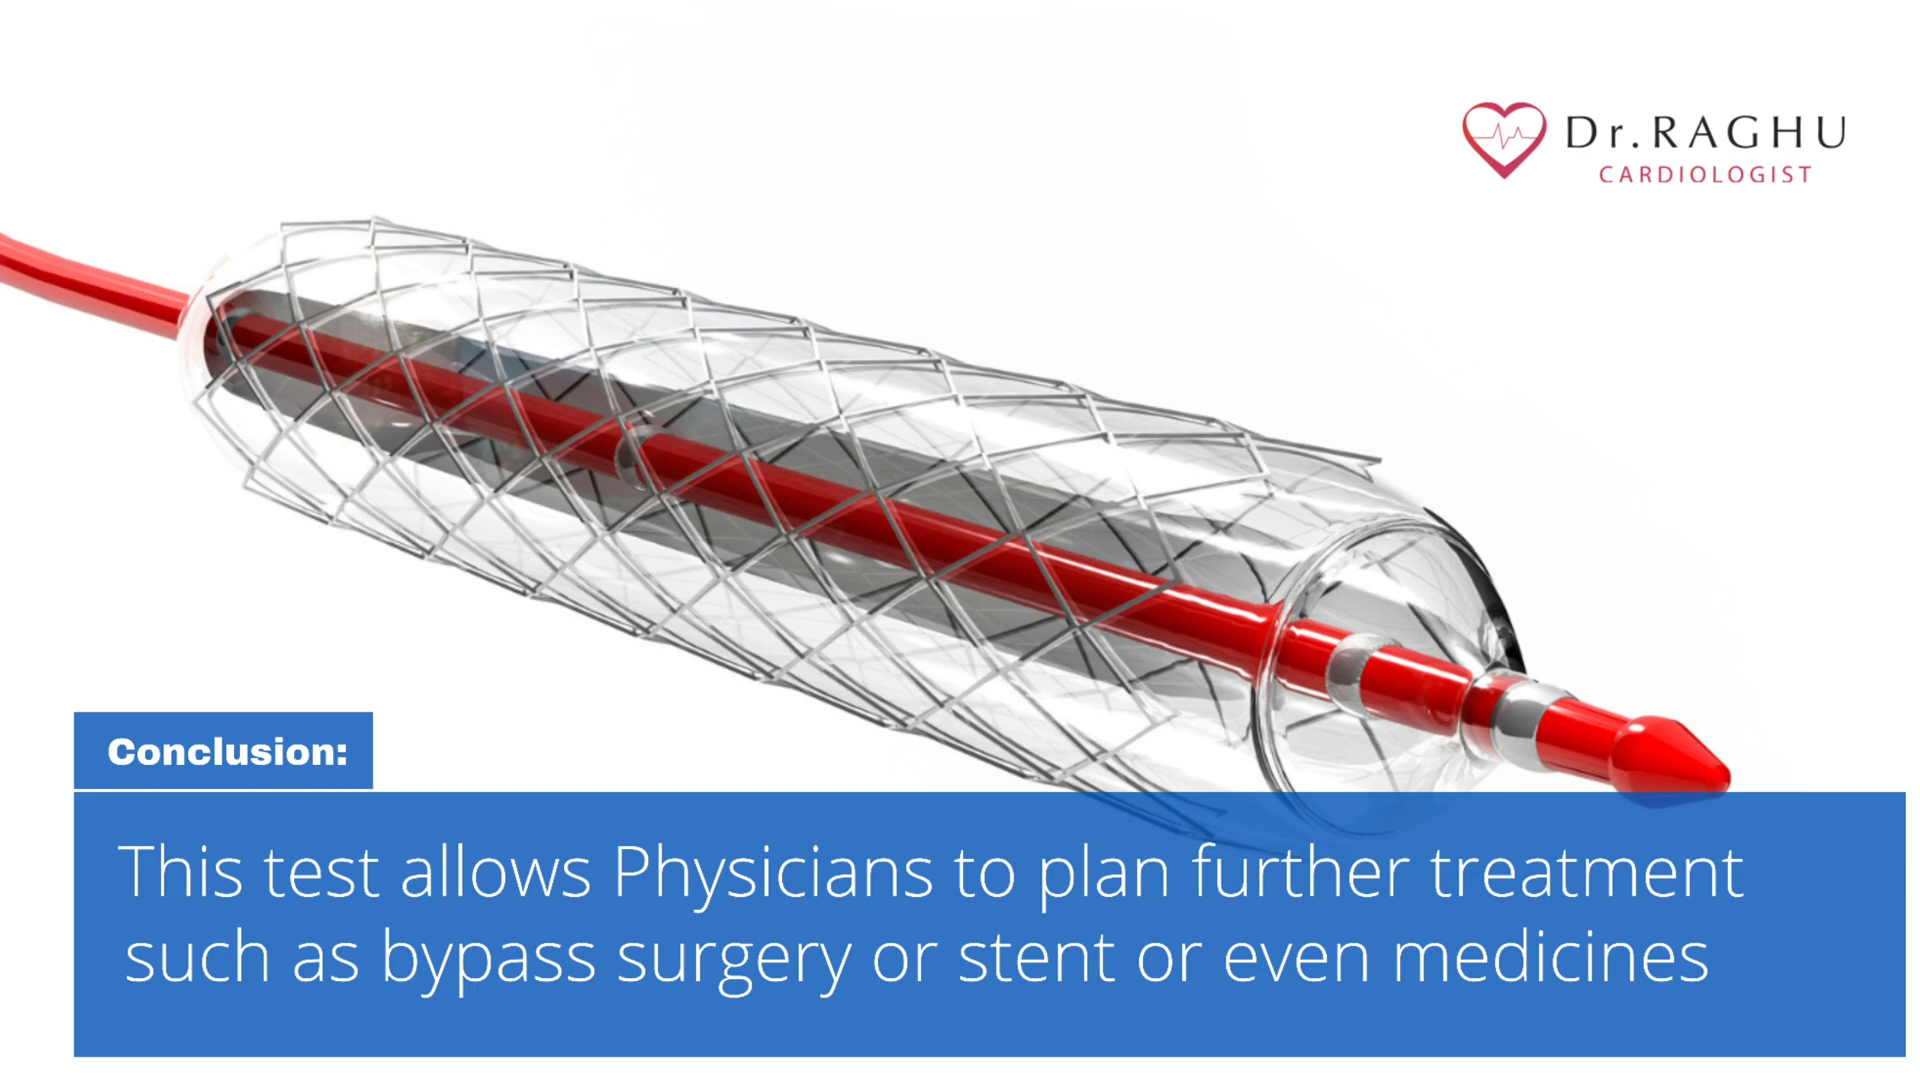 Dr.RAGHU
CARDIOLOGIST
Conclusion:
This test allows Physicians to plan further treatment
such as bypass surgery or stent or even medicines